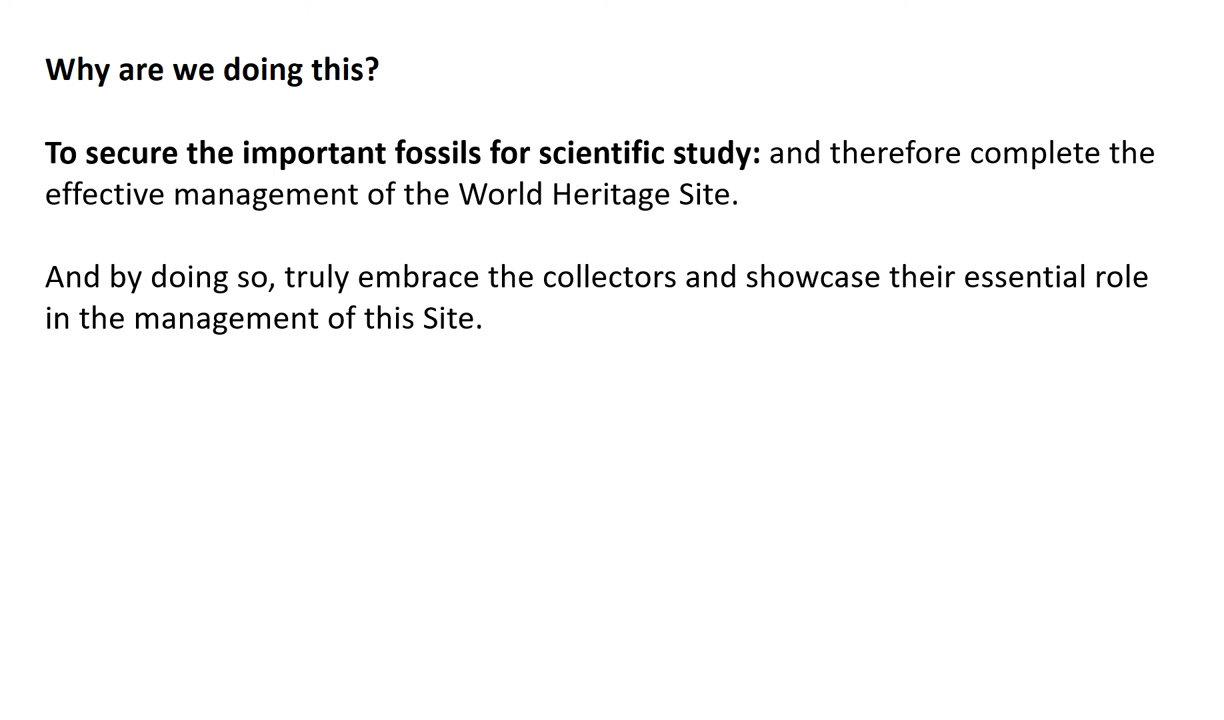 Why are we doing this?
To secure the important fossils for scientific study: and therefore complete the
effective management of the World Heritage Site.
And by doing so, truly embrace the collectors and showcase their essential role
in the management of this Site.